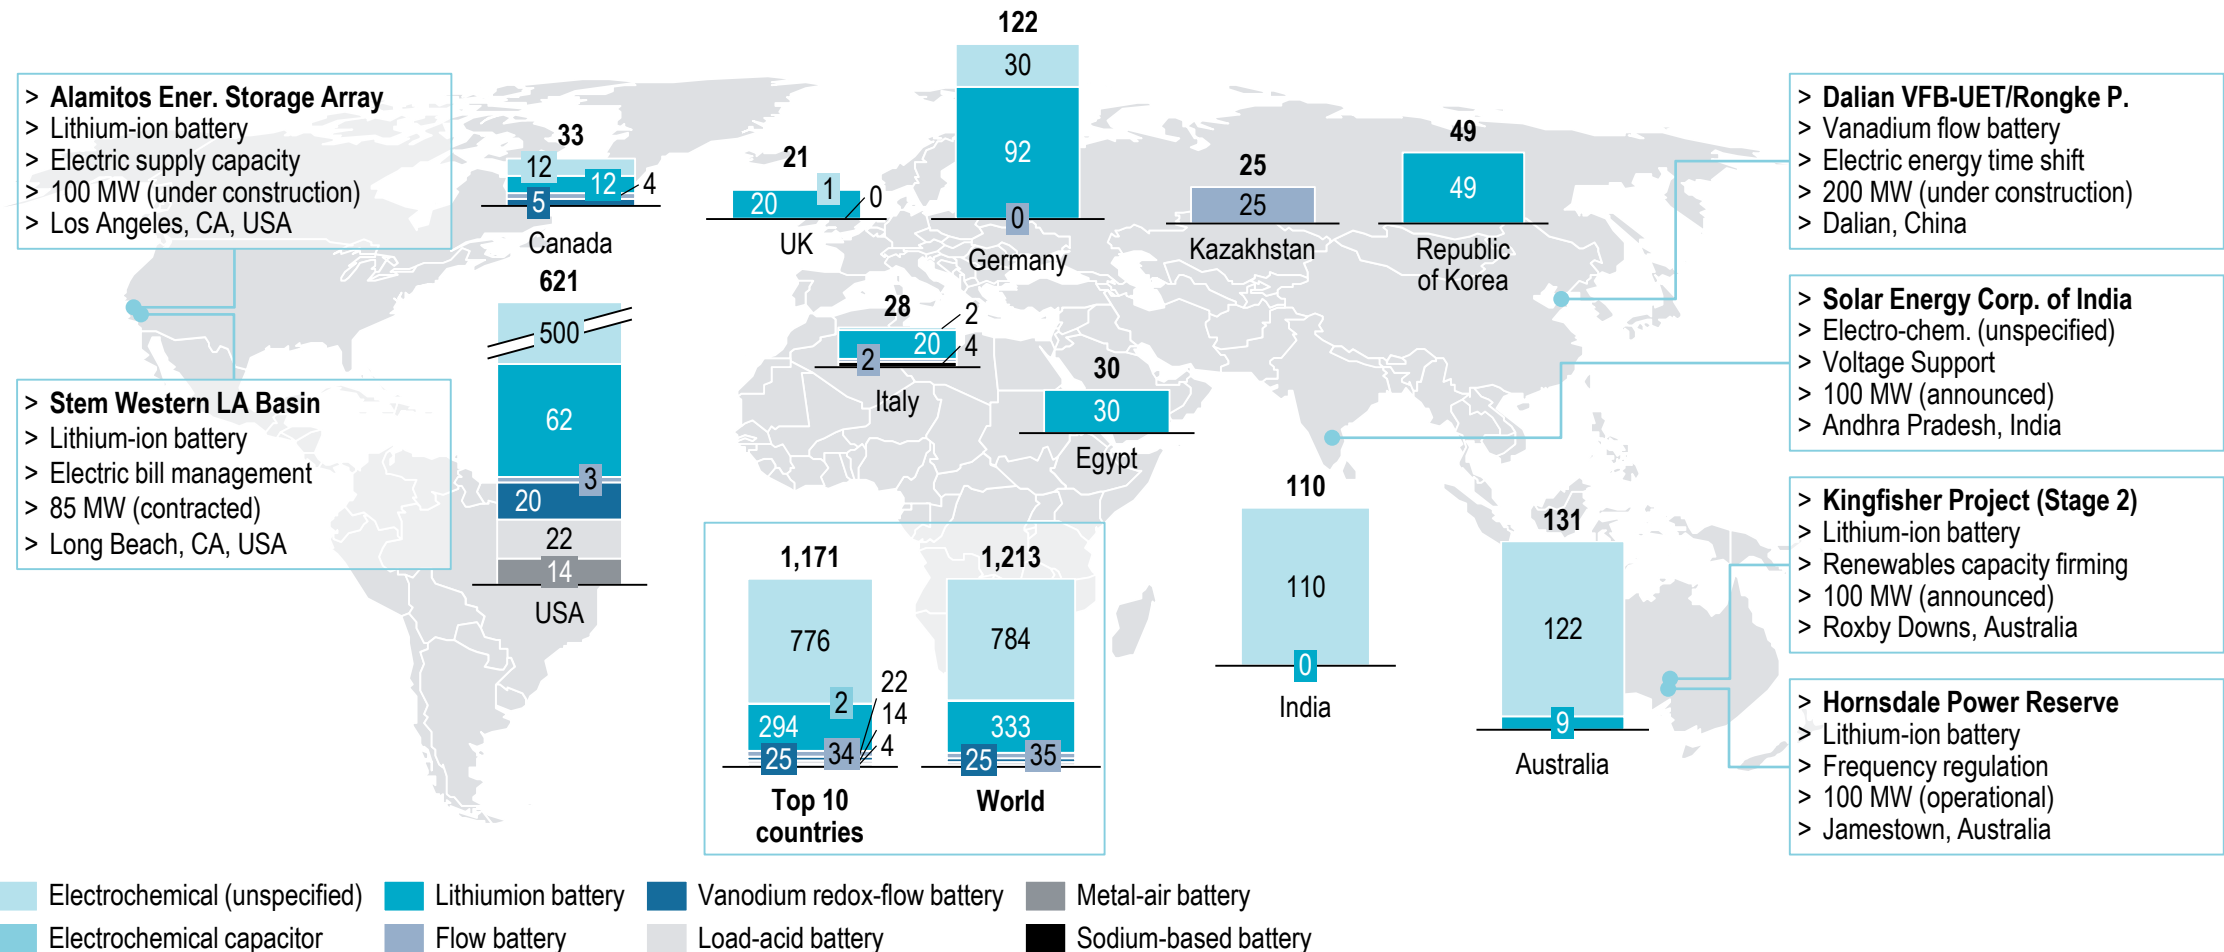 > Alamitos Ener. Storage Array
> Lithium-ion battery
> Electric supply capacity
> 100 MW (under construction)
> Los Angeles, CA, USA
> Stem Western LA Basin
> Lithium-ion battery
> Electric bill management
> 85 MW (contracted)
> Long Beach, CA, USA
33
12
12
4
5
Canada
621
500
62
3
20
22
14
USA
21
1
20
0
UK
122
30
92
0
Germany
25
25
Kazakhstan
49
49
Republic
of Korea
28
2
20
4
2
Italy
30
30
Egypt
110
110
0
India
131
122
9
Australia
1,171
776
2
22
294
14
34
4
25
Top 10
countries
1,213
784
333
25
35
World
> Dalian VFB-UET/Rongke P.
> Vanadium flow battery
> Electric energy time shift
> 200 MW (under construction)
> Dalian, China
> Solar Energy Corp. of India
> Electro-chem. (unspecified)
> Voltage Support
> 100 MW (announced)
> Andhra Pradesh, India
> Kingfisher Project (Stage 2)
> Lithium-ion battery
> Renewables capacity firming
> 100 MW (announced)
> Roxby Downs, Australia
> Hornsdale Power Reserve
> Lithium-ion battery
> Frequency regulation
> 100 MW (operational)
> Jamestown, Australia
Electrochemical (unspecified)
Lithiumion battery
Vanodium redox-flow battery
Metal-air battery
Electrochemical capacitor
Flow battery
Load-acid battery
Sodium-based battery